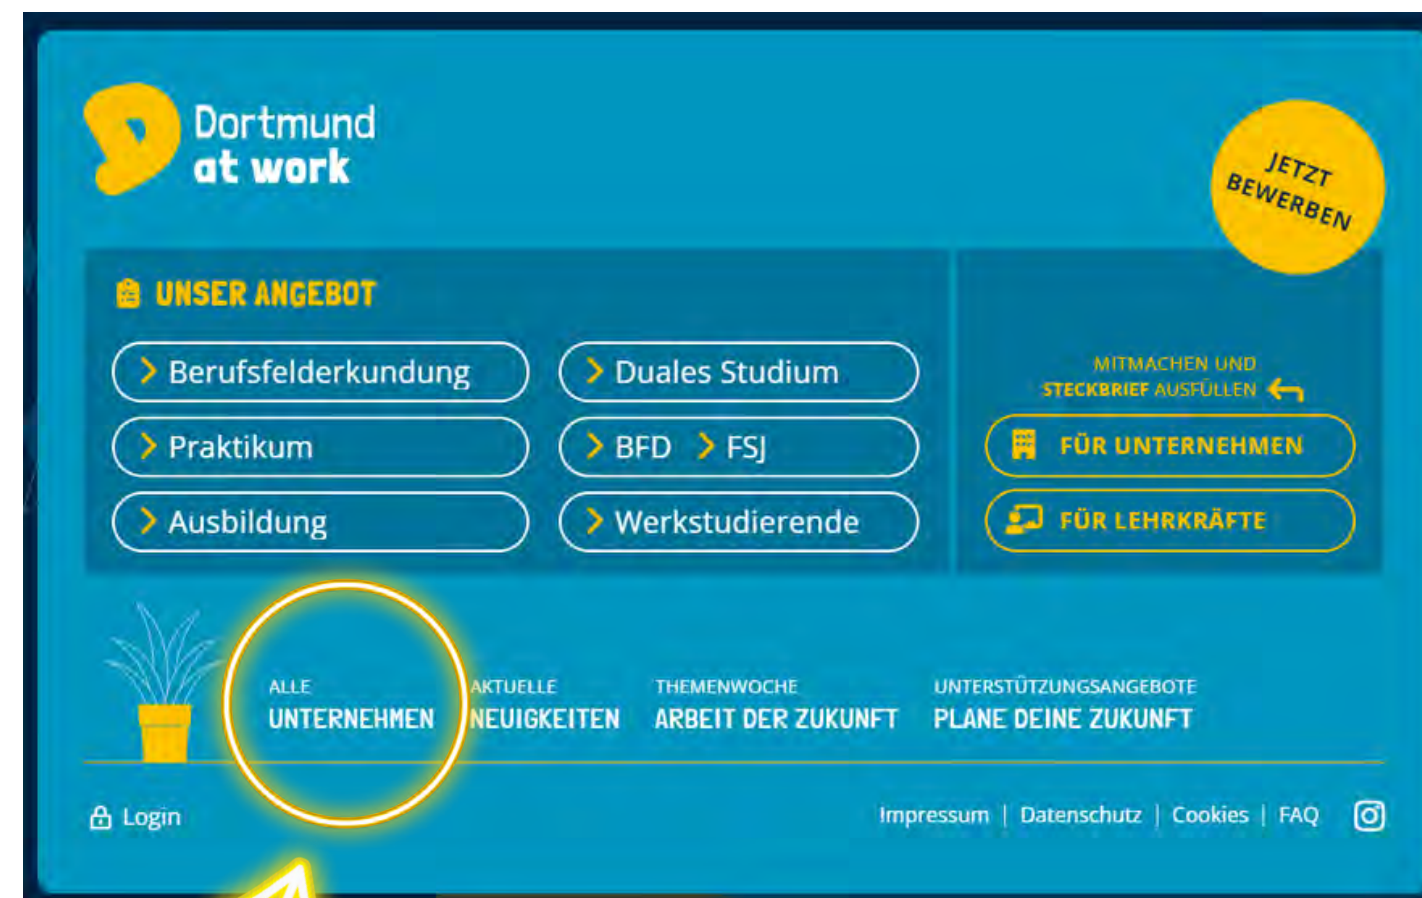 Dortmund
at work
JETZT
BEWERBEN
UNSER ANGEBOT
Berufsfelderkundung
Duales Studium
Praktikum
BFD FSJ
Ausbildung
Werkstudierende
MITMACHEN UND
STECKBRIEF AUSFÜLLEN
FÜR UNTERNEHMEN
FÜR LEHRKRÄFTE
ALLE
UNTERNEHMEN
AKTUELLE
NEUIGKEITEN
THEMENWOCHE
ARBEIT DER ZUKUNFT
UNTERSTÜTZUNGSANGEBOTE
PLANE DEINE ZUKUNFT
Login
Impressum | Datenschutz | Cookies | FAQ